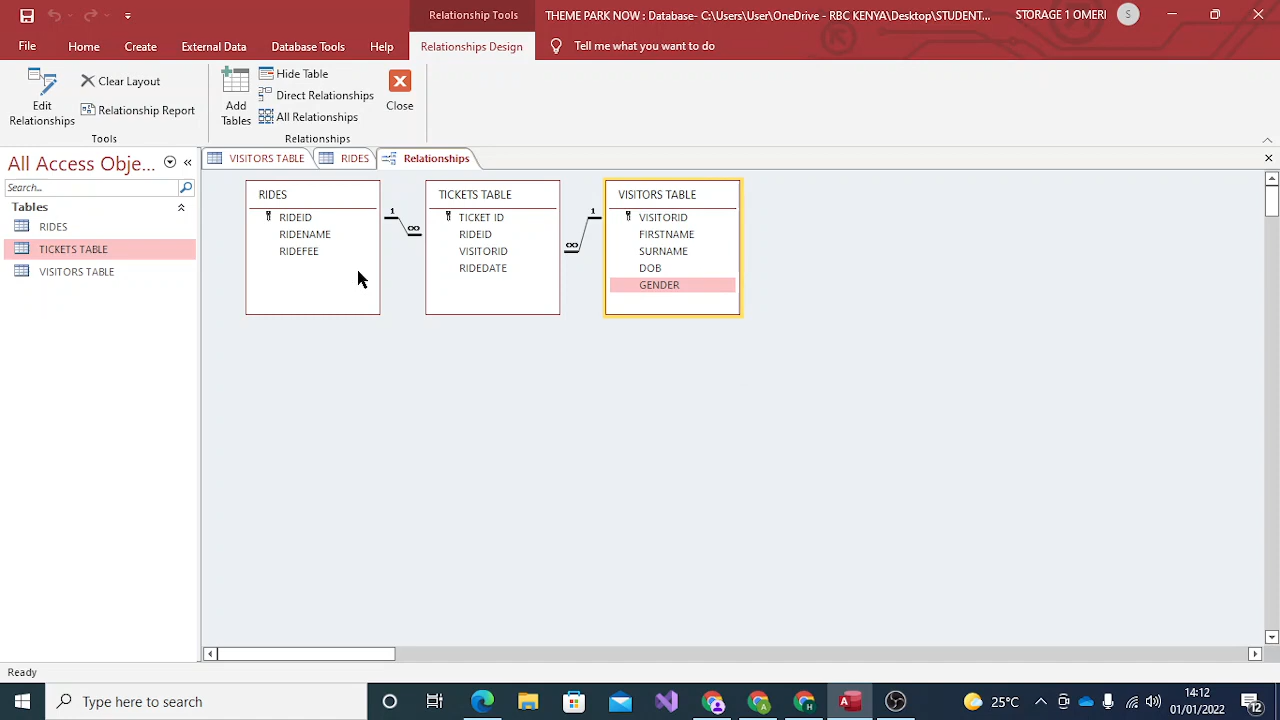 Relationship Tools
THEME PARK NOW : Database- C:\Users\User\OneDrive - RBC KENYA\Desktop\STUDENT...
STORAGE 1 OMERI
S
File
Home
Create
External Data
Database Tools
Help
Relationships Design
Tell me what you want to do
Edit
Relationships
Clear Layout
Relationship Report
Tools
Add
Tables
Hide Table
Direct Relationships
All Relationships
Relationships
Close
All Access Obje...
Search...
Tables
RIDES
TICKETS TABLE
VISITORS TABLE
VISITORS TABLE
RIDES
Relationships
RIDES
RIDEID
RIDENAME
RIDEFEE
1
∞
TICKETS TABLE
TICKET ID
RIDEID
VISITORID
RIDEDATE
∞
1
VISITORS TABLE
VISITORID
FIRSTNAME
SURNAME
DOB
GENDER
Ready
Type here to search
25°C
14:12
01/01/2022
12